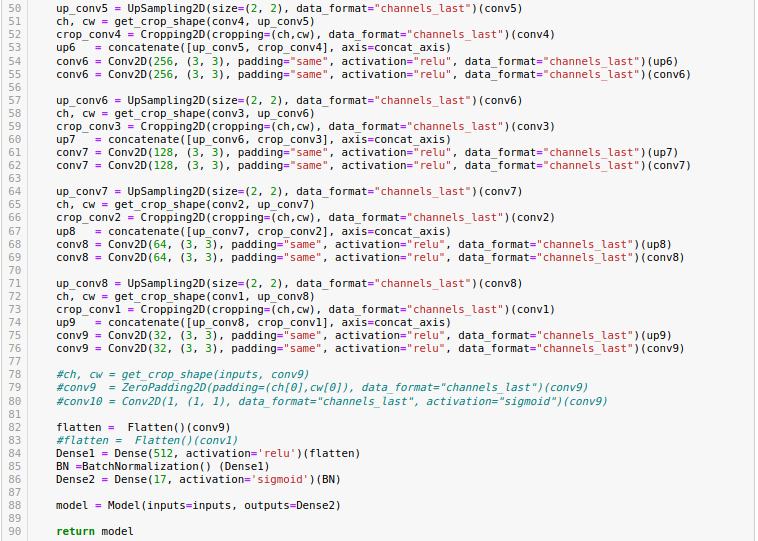 50 up_conv5 = UpSampling2D(size=(2, 2), data_format="channels_last")(conv5)
51 ch, cw = get_crop_shape(conv4, up_conv5)
52 crop_conv4 = Cropping2D(cropping=(ch,cw), data_format="channels_last")(conv4)
53 up6   = concatenate([up_conv5, crop_conv4], axis=concat_axis)
54 conv6 = Conv2D(256, (3, 3), padding="same", activation="relu", data_format="channels_last")(up6)
55 conv6 = Conv2D(256, (3, 3), padding="same", activation="relu", data_format="channels_last")(conv6)
56
57 up_conv6 = UpSampling2D(size=(2, 2), data_format="channels_last")(conv6)
58 ch, cw = get_crop_shape(conv3, up_conv6)
59 crop_conv3 = Cropping2D(cropping=(ch,cw), data_format="channels_last")(conv3)
60 up7   = concatenate([up_conv6, crop_conv3], axis=concat_axis)
61 conv7 = Conv2D(128, (3, 3), padding="same", activation="relu", data_format="channels_last")(up7)
62 conv7 = Conv2D(128, (3, 3), padding="same", activation="relu", data_format="channels_last")(conv7)
63
64 up_conv7 = UpSampling2D(size=(2, 2), data_format="channels_last")(conv7)
65 ch, cw = get_crop_shape(conv2, up_conv7)
66 crop_conv2 = Cropping2D(cropping=(ch,cw), data_format="channels_last")(conv2)
67 up8   = concatenate([up_conv7, crop_conv2], axis=concat_axis)
68 conv8 = Conv2D(64, (3, 3), padding="same", activation="relu", data_format="channels_last")(up8)
69 conv8 = Conv2D(64, (3, 3), padding="same", activation="relu", data_format="channels_last")(conv8)
70
71 up_conv8 = UpSampling2D(size=(2, 2), data_format="channels_last")(conv8)
72 ch, cw = get_crop_shape(conv1, up_conv8)
73 crop_conv1 = Cropping2D(cropping=(ch,cw), data_format="channels_last")(conv1)
74 up9   = concatenate([up_conv8, crop_conv1], axis=concat_axis)
75 conv9 = Conv2D(32, (3, 3), padding="same", activation="relu", data_format="channels_last")(up9)
76 conv9 = Conv2D(32, (3, 3), padding="same", activation="relu", data_format="channels_last")(conv9)
77
78 #ch, cw = get_crop_shape(inputs, conv9)
79 #conv9  = ZeroPadding2D(padding=(ch[0],cw[0]), data_format="channels_last")(conv9)
80 #conv10 = Conv2D(1, (1, 1), data_format="channels_last", activation="sigmoid")(conv9)
81
82 flatten =  Flatten()(conv9)
83 #flatten =  Flatten()(conv1)
84 Dense1 = Dense(512, activation='relu')(flatten)
85 BN =BatchNormalization() (Dense1)
86 Dense2 = Dense(17, activation='sigmoid')(BN)
87
88 model = Model(inputs=inputs, outputs=Dense2)
89
90 return model